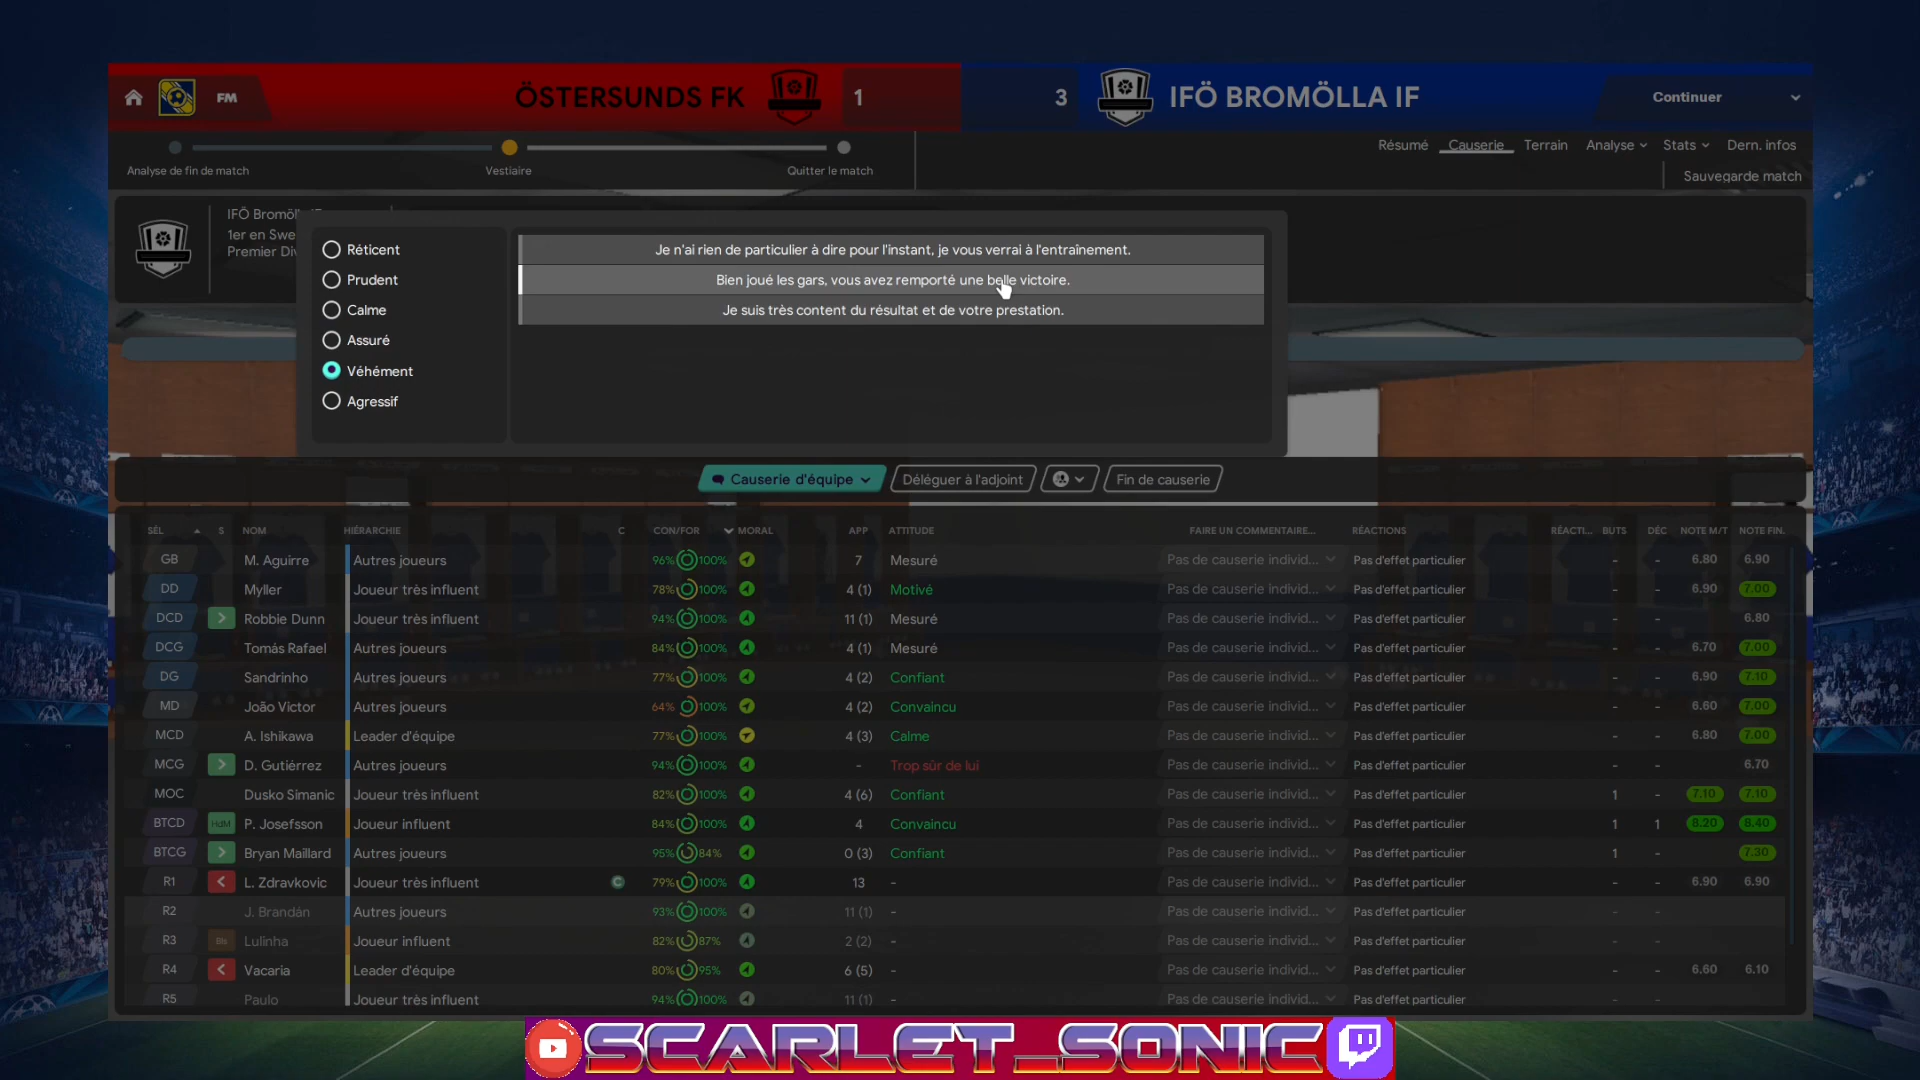 FM
ÖSTERSUNDS FK 1
3 IFÖ BROMÖLLA IF
Continuer
Analyse de fin de match
Vestiaire
Quitter le match
Résumé Causerie Terrain Analyse Stats Dern. infos
Sauvegarde match
IFÖ Bromöll
1er en Swe
Premier Div
Réticent
Prudent
Calme
Assuré
Véhément
Agressif
Je n'ai rien de particulier à dire pour l'instant, je vous verrai à l'entraînement.
Bien joué les gars, vous avez remporté une belle victoire.
Je suis très content du résultat et de votre prestation.
Causerie d'équipe Déléguer à l'adjoint Fin de causerie
SÉL S NOM HIÉRARCHIE C CON/FOR MORAL APP ATTITUDE FAIRE UN COMMENTAIRE... RÉACTIONS RÉACTI... BUTS DÉC NOTE M/T NOTE FIN.
GB M. Aguirre Autres joueurs 96% 100% 7 Mesuré Pas de causerie individ... Pas d'effet particulier - - 6.80 6.90
DD Myller Joueur très influent 78% 100% 4 (1) Motivé Pas de causerie individ... Pas d'effet particulier - - 6.90 7.00
DCD Robbie Dunn Joueur très influent 94% 100% 11 (1) Mesuré Pas de causerie individ... Pas d'effet particulier - - 6.80
DCG Tomás Rafael Autres joueurs 84% 100% 4 (1) Mesuré Pas de causerie individ... Pas d'effet particulier - - 6.70 7.00
DG Sandrinho Autres joueurs 77% 100% 4 (2) Confiant Pas de causerie individ... Pas d'effet particulier - - 6.90 7.10
MD João Victor Autres joueurs 64% 100% 4 (2) Convaincu Pas de causerie individ... Pas d'effet particulier - - 6.60 7.00
MCD A. Ishikawa Leader d'équipe 77% 100% 4 (3) Calme Pas de causerie individ... Pas d'effet particulier - - 6.80 7.00
MCG D. Gutiérrez Autres joueurs 94% 100% - Trop sûr de lui Pas de causerie individ... Pas d'effet particulier - - 6.70
MOC Dusko Simanic Joueur très influent 82% 100% 4 (6) Confiant Pas de causerie individ... Pas d'effet particulier 1 - 7.10 7.10
BTCD HdM P. Josefsson Joueur influent 84% 100% 4 Convaincu Pas de causerie individ... Pas d'effet particulier 1 1 8.20 8.40
BTCG Bryan Maillard Autres joueurs 95% 84% 0 (3) Confiant Pas de causerie individ... Pas d'effet particulier 1 - 7.30
R1 L. Zdravkovic Joueur très influent C 79% 100% 13 - Pas de causerie individ... Pas d'effet particulier - - 6.90 6.90
R2 J. Brandán Autres joueurs 93% 100% 11 (1) - Pas de causerie individ... Pas d'effet particulier - -
R3 Bls Lulinha Joueur influent 82% 87% 2 (2) - Pas de causerie individ... Pas d'effet particulier - -
R4 Vacaria Leader d'équipe 80% 95% 6 (5) - Pas de causerie individ... Pas d'effet particulier - - 6.60 6.10
R5 Paulo Joueur très influent 94% 100% 11 (1) - Pas de causerie individ... Pas d'effet particulier - -
SCARLET_SONIC